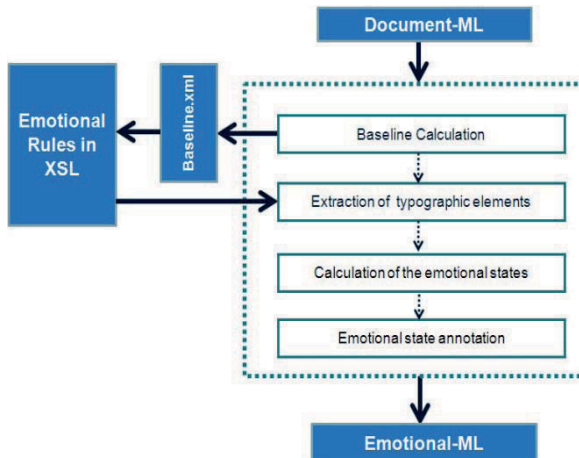 Document-ML
Emotional
Rules in
XSL
Baseline.xml
Baseline Calculation
Extraction of typographic elements
Calculation of the emotional states
Emotional state annotation
Emotional-ML